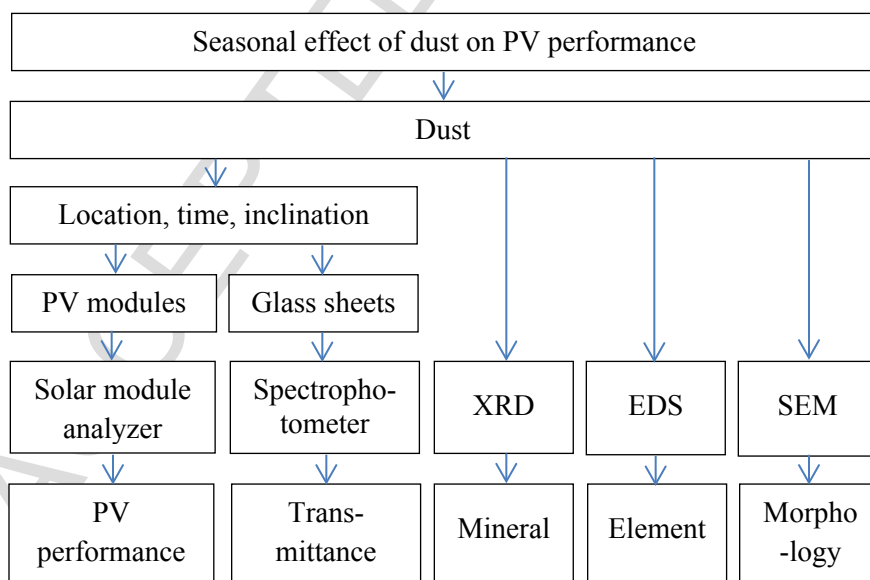 Seasonal effect of dust on PV performance
Dust
Location, time, inclination
PV modules
Glass sheets
Solar module
analyzer
Spectropho-
tometer
XRD
EDS
SEM
PV
performance
Trans-
mittance
Mineral
Element
Morpho
-logy